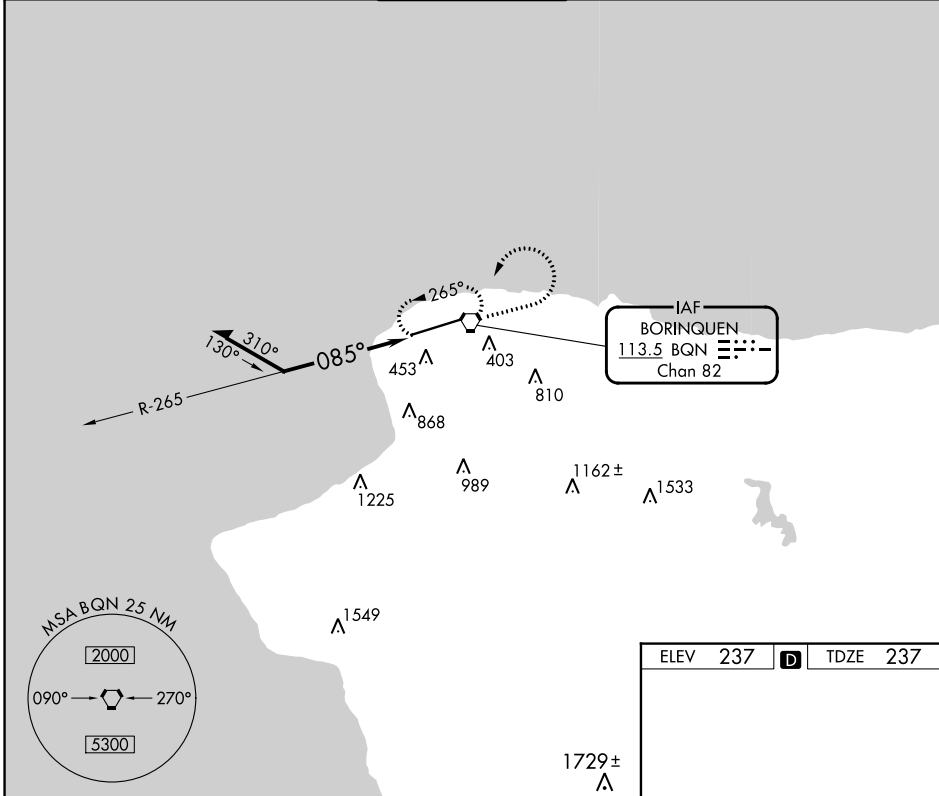 265°
310°
130°
085°
R-265
IAF
BORINQUEN
113.5 BQN
Chan 82
453
403
810
868
989
1162±
1533
1225
1549
MSA BQN 25 NM
2000
090°
270°
5300
ELEV 237 D TDZE 237
1729±